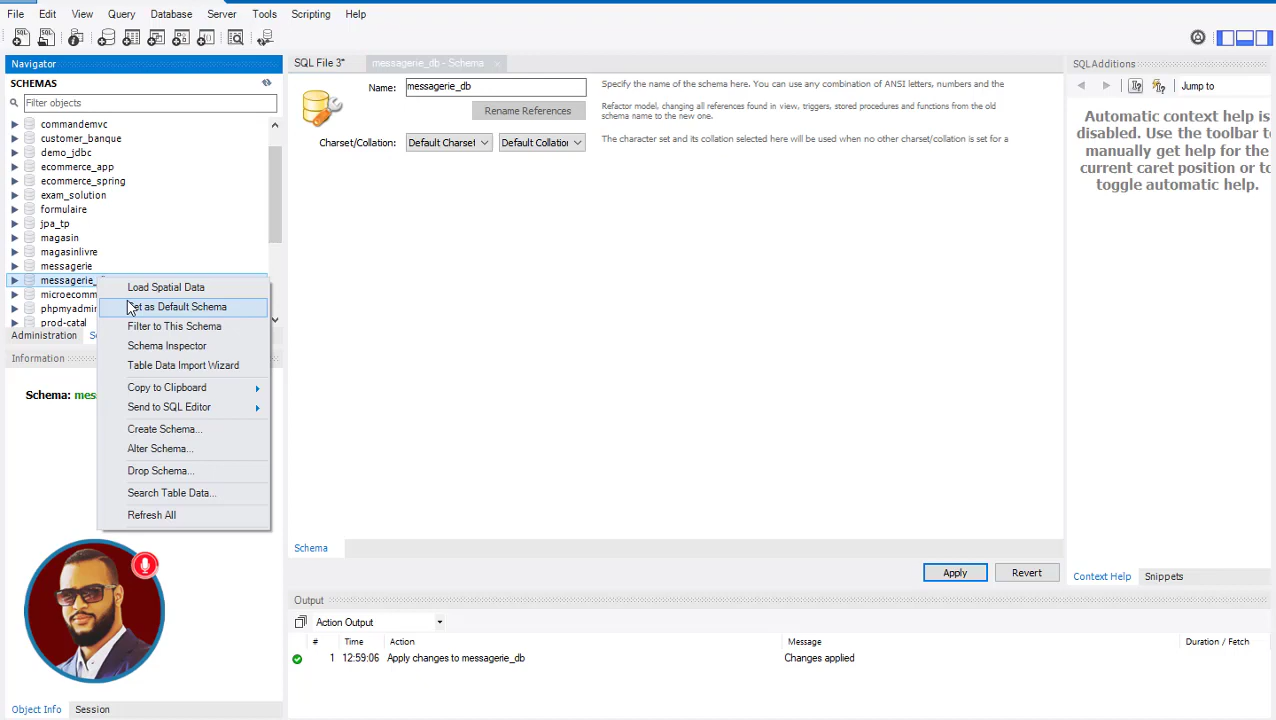 File Edit View Query Database Server Tools Scripting Help
Navigator
SCHEMAS
Filter objects
commandemvc
customer_banque
demo_jdbc
ecommerce_app
ecommerce_spring
exam_solution
formulaire
jpa_tp
magasin
magasinlivre
messagerie
messagerie_
microecomm
phpmyadmin
prod-catal
Administration
Information
Schema: mes
Load Spatial Data
as Default Schema
Filter to This Schema
Schema Inspector
Table Data Import Wizard
Copy to Clipboard
Send to SQL Editor
Create Schema...
Alter Schema...
Drop Schema...
Search Table Data...
Refresh All
Object Info Session
SQL File 3* messagerie_db - Schema
Name: messagerie_db
Rename References
Charset/Collation: Default Charset Default Collation
Specify the name of the schema here. You can use any combination of ANSI letters, numbers and the
Refactor model, changing all references found in view, triggers, stored procedures and functions from the old
schema name to the new one.
The character set and its collation selected here will be used when no other charset/collation is set for a
Schema
Apply Revert
Output
Action Output
# Time Action Message Duration / Fetch
1 12:59:06 Apply changes to messagerie_db Changes applied
SQL Additions
Jump to
Automatic context help is
disabled. Use the toolbar to
manually get help for the
current caret position or to
toggle automatic help.
Context Help Snippets